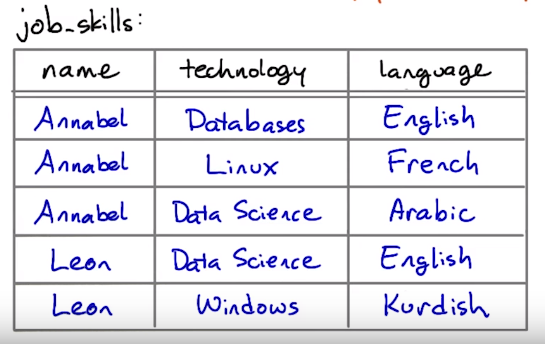 job_skills:
name technology language
Annabel Databases English
Annabel Linux French
Annabel Data Science Arabic
Leon Data Science English
Leon Windows Kurdish